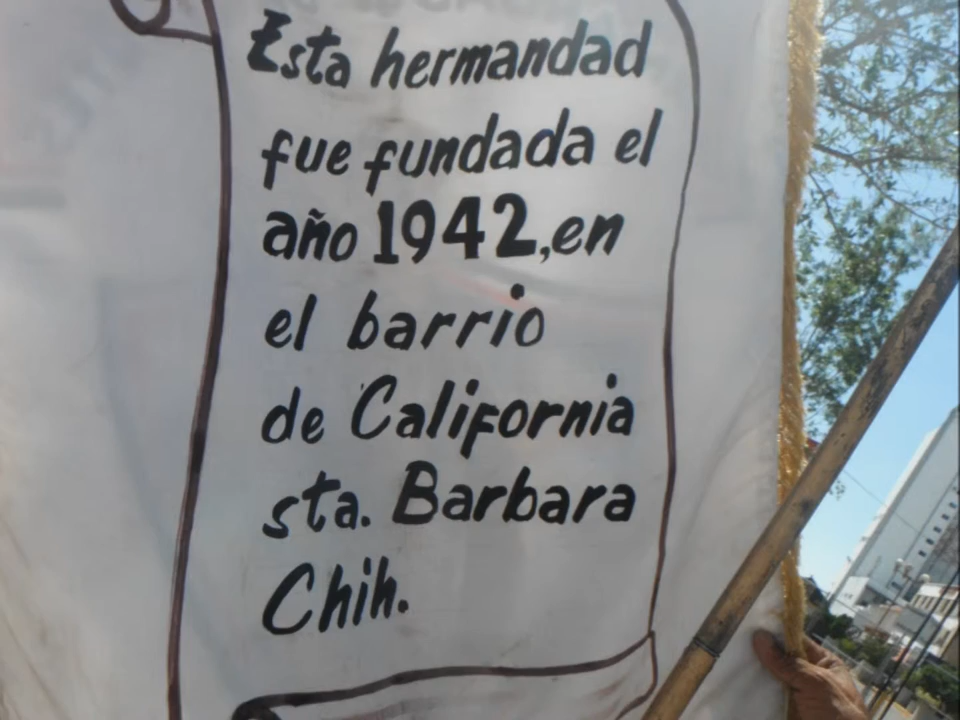 Esta hermandad
fue fundada el
año 1942, en
el barrio
de California
sta. Barbara
Chih.